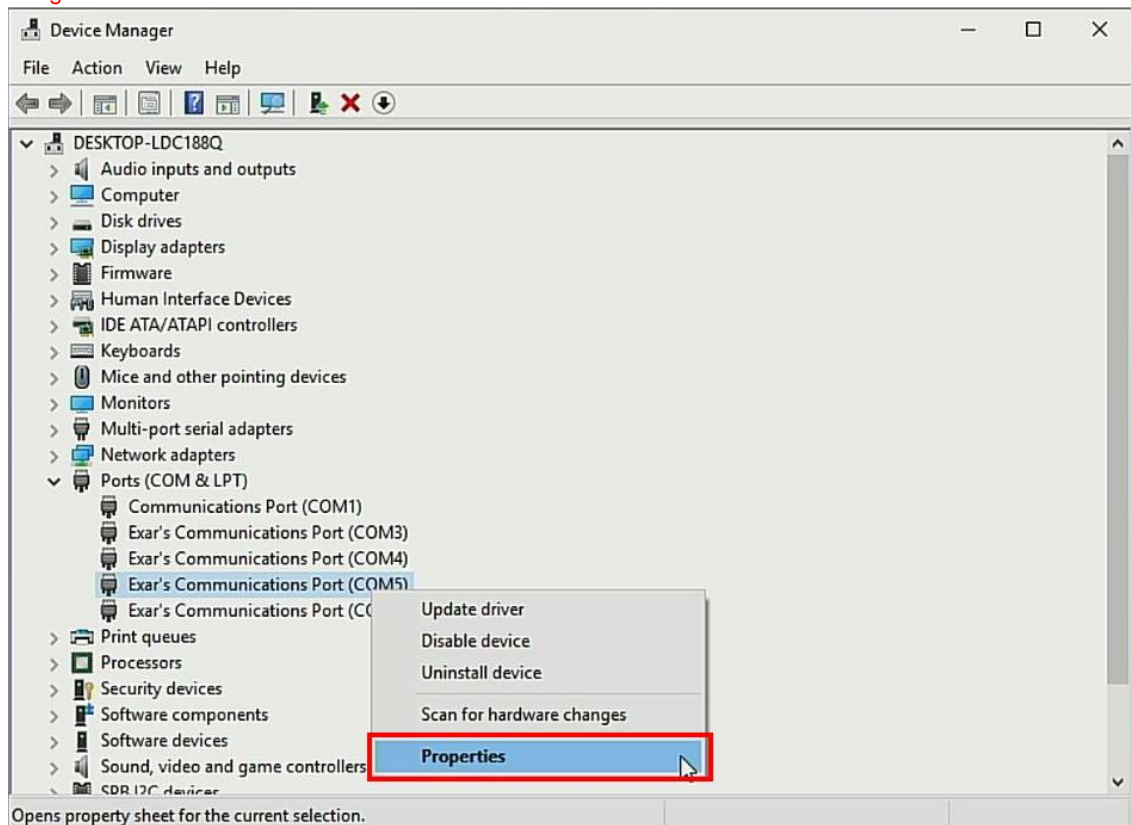 Device Manager
File Action View Help
DESKTOP-LDC188Q
Audio inputs and outputs
Computer
Disk drives
Display adapters
Firmware
Human Interface Devices
IDE ATA/ATAPI controllers
Keyboards
Mice and other pointing devices
Monitors
Multi-port serial adapters
Network adapters
Ports (COM & LPT)
Communications Port (COM1)
Exar's Communications Port (COM3)
Exar's Communications Port (COM4)
Exar's Communications Port (COM5)
Exar's Communications Port (CO
Update driver
Disable device
Uninstall device
Scan for hardware changes
Properties
Print queues
Processors
Security devices
Software components
Software devices
Sound, video and game controllers
SPB I2C devices
Opens property sheet for the current selection.